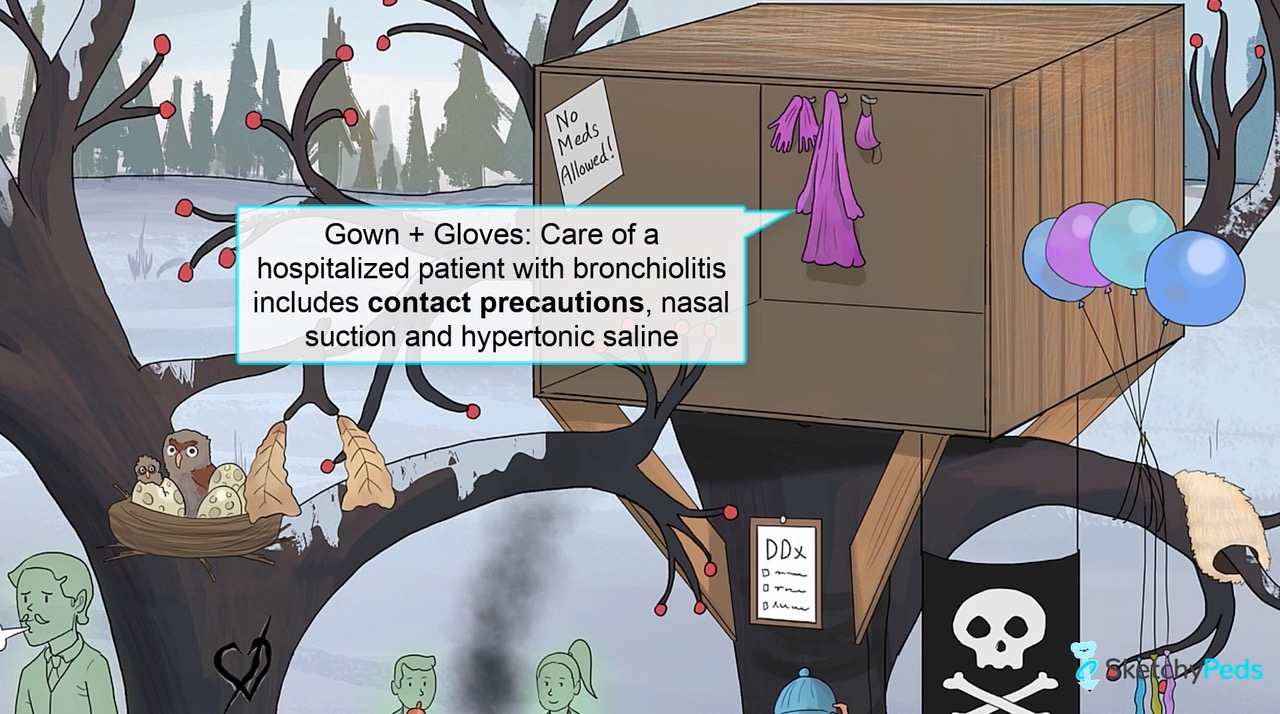 No
Meds
Allowed!
Gown + Gloves: Care of a
hospitalized patient with bronchiolitis
includes contact precautions, nasal
suction and hypertonic saline
DDx
SketchyPeds